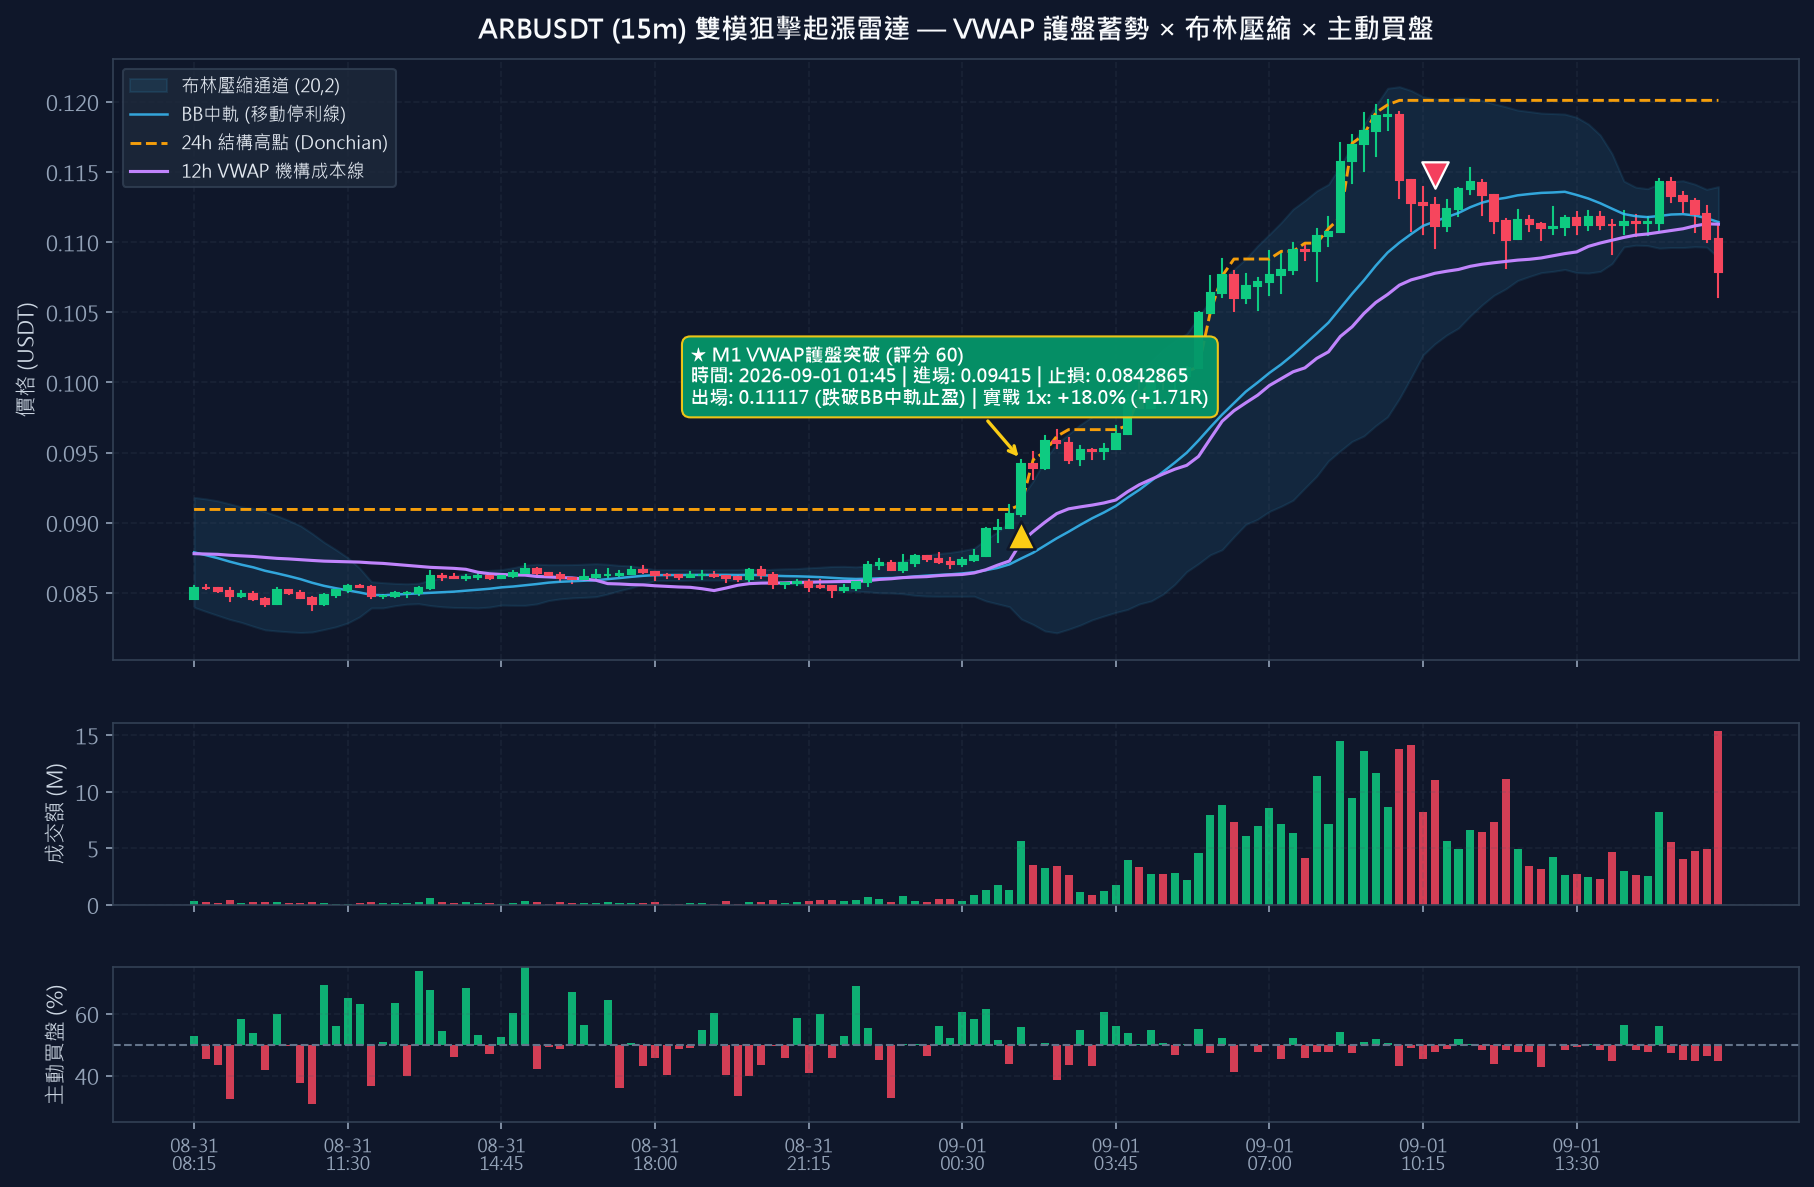 ARBUSDT (15m) 雙模狙擊起漲雷達 — VWAP 護盤蓄勢 × 布林壓縮 × 主動買盤
布林壓縮通道 (20,2)
BB中軌 (移動停利線)
24h 結構高點 (Donchian)
12h VWAP 機構成本線
價格 (USDT)
0.120
0.115
0.110
0.105
0.100
0.095
0.090
0.085
★ M1 VWAP護盤突破 (評分 60)
時間: 2026-09-01 01:45 | 進場: 0.09415 | 止損: 0.0842865
出場: 0.11117 (跌破BB中軌止盈) | 實戰 1x: +18.0% (+1.71R)
成交額 (M)
15
10
5
0
主動買盤 (%)
60
40
08-31 08:15
08-31 11:30
08-31 14:45
08-31 18:00
08-31 21:15
09-01 00:30
09-01 03:45
09-01 07:00
09-01 10:15
09-01 13:30